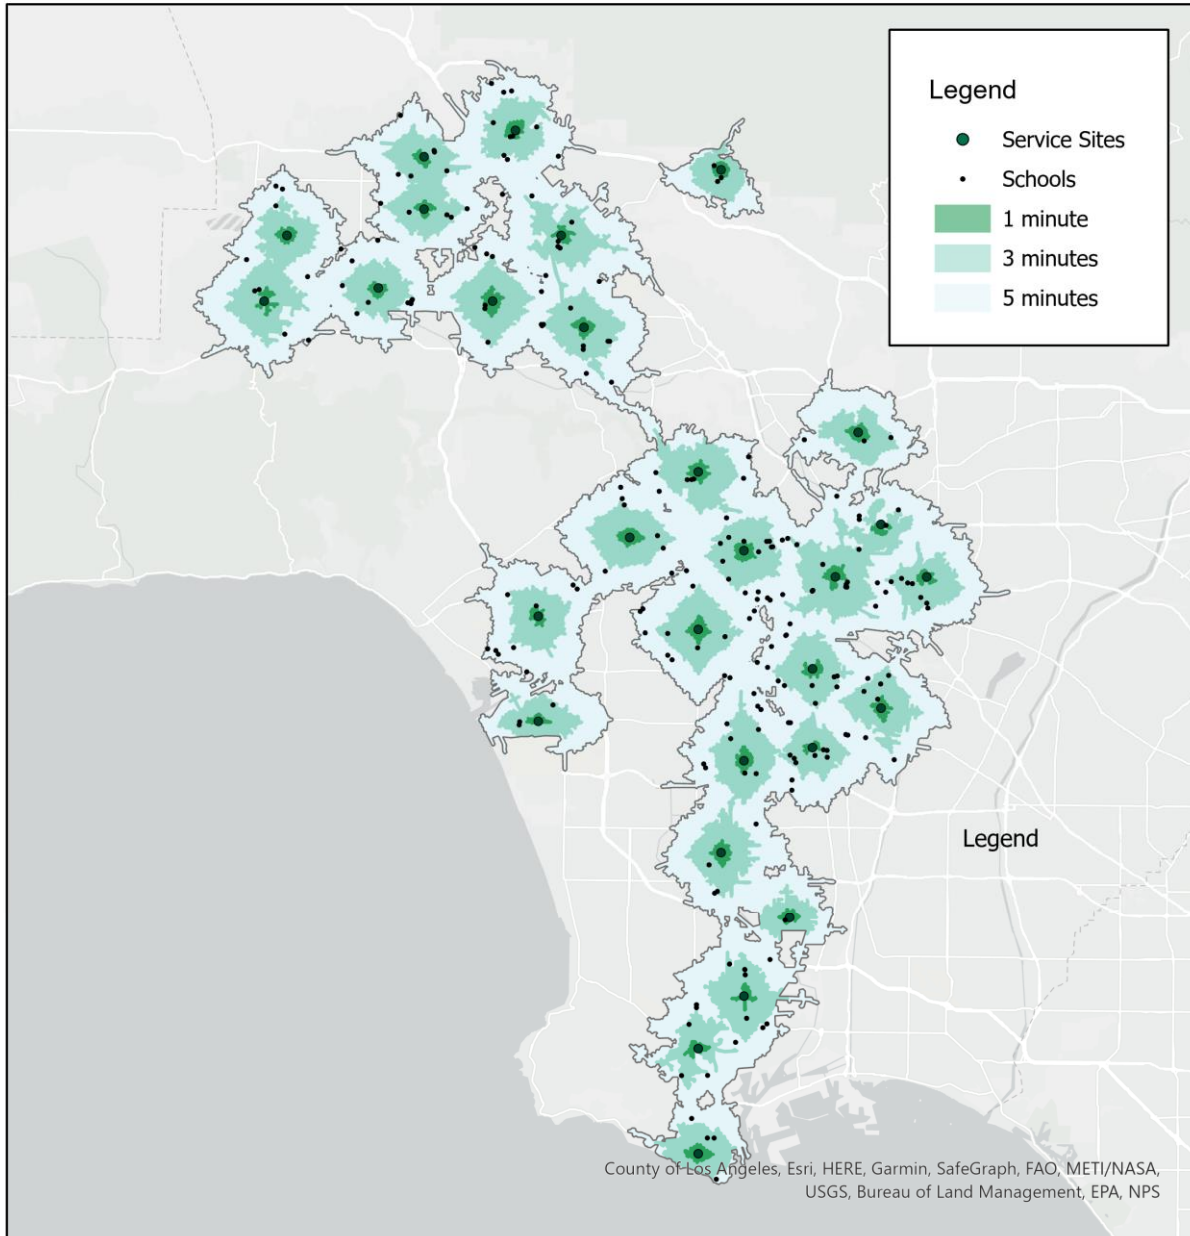 Legend
Service Sites
Schools
1 minute
3 minutes
5 minutes
Legend
County of Los Angeles, Esri, HERE, Garmin, SafeGraph, FAO, METI/NASA,
USGS, Bureau of Land Management, EPA, NPS